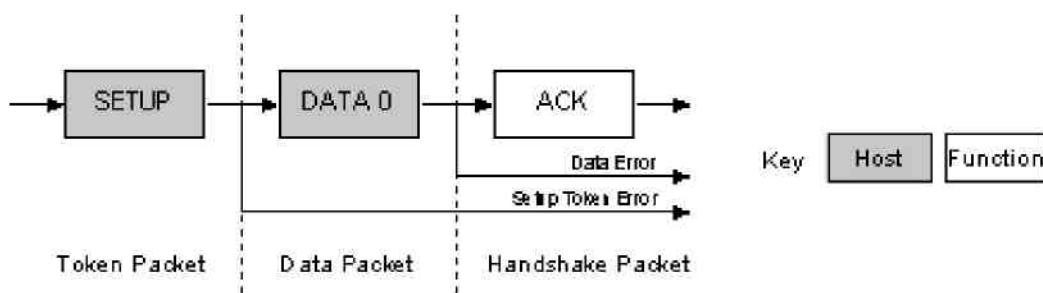 SETUP
DATA 0
ACK
Data Error
Setup Token Error
Key
Host
Function
Token Packet
Data Packet
Handshake Packet